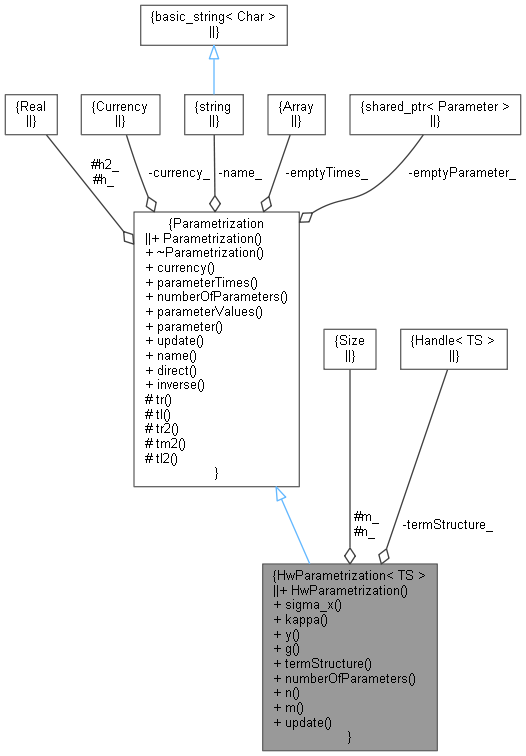 {basic_string< Char >
||}
{Real
||}
{Currency
||}
{string
||}
{Array
||}
{shared_ptr< Parameter >
||}
#h2_
#h_
-currency_
-name_
-emptyTimes_
-emptyParameter_
{Parametrization
||+ Parametrization()
+ ~Parametrization()
+ currency()
+ parameterTimes()
+ numberOfParameters()
+ parameterValues()
+ parameter()
+ update()
+ name()
+ direct()
+ inverse()
# tr()
# tl()
# tr2()
# tm2()
# tl2()
}
{Size
||}
{Handle< TS >
||}
#m_
#n_
-termStructure_
{HwParametrization< TS >
||+ HwParametrization()
+ sigma_x()
+ kappa()
+ y()
+ g()
+ termStructure()
+ numberOfParameters()
+ n()
+ m()
+ update()
}